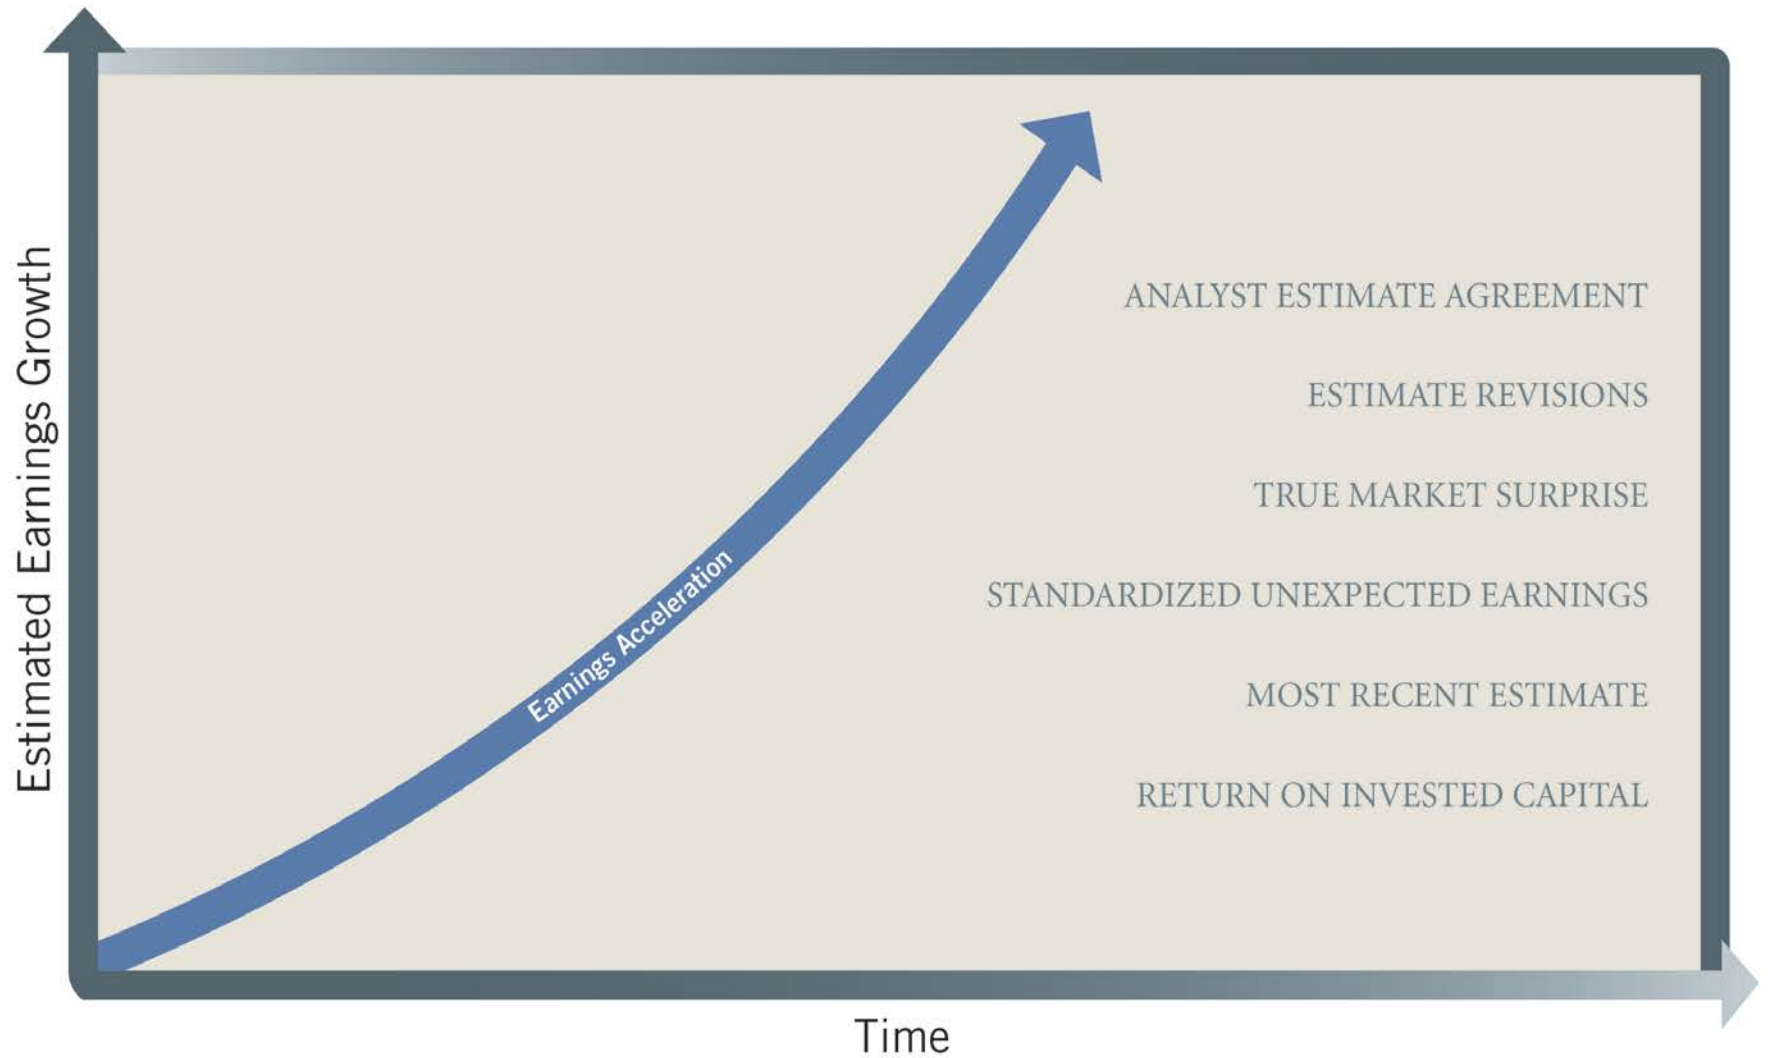 Estimated Earnings Growth
Earnings Acceleration
ANALYST ESTIMATE AGREEMENT
ESTIMATE REVISIONS
TRUE MARKET SURPRISE
STANDARDIZED UNEXPECTED EARNINGS
MOST RECENT ESTIMATE
RETURN ON INVESTED CAPITAL
Time